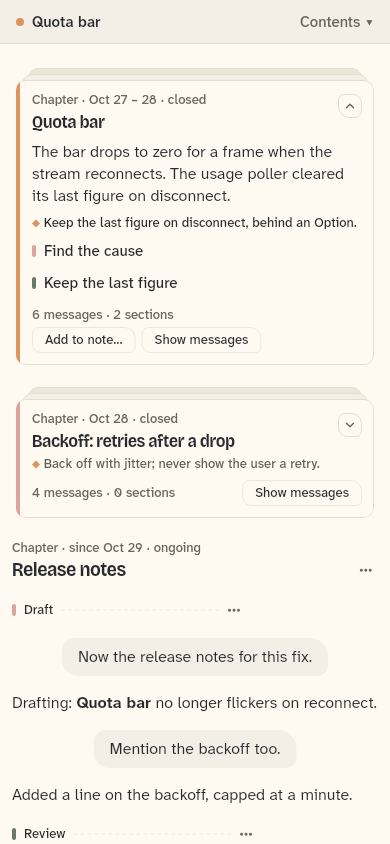 Quota bar
Contents ▾
Chapter · Oct 27 – 28 · closed
Quota bar
The bar drops to zero for a frame when the
stream reconnects. The usage poller cleared
its last figure on disconnect.
◆ Keep the last figure on disconnect, behind an Option.
Find the cause
Keep the last figure
6 messages · 2 sections
Add to note…
Show messages
Chapter · Oct 28 · closed
Backoff: retries after a drop
◆ Back off with jitter; never show the user a retry.
4 messages · 0 sections
Show messages
Chapter · since Oct 29 · ongoing
Release notes
Draft
Now the release notes for this fix.
Drafting: Quota bar no longer flickers on reconnect.
Mention the backoff too.
Added a line on the backoff, capped at a minute.
Review